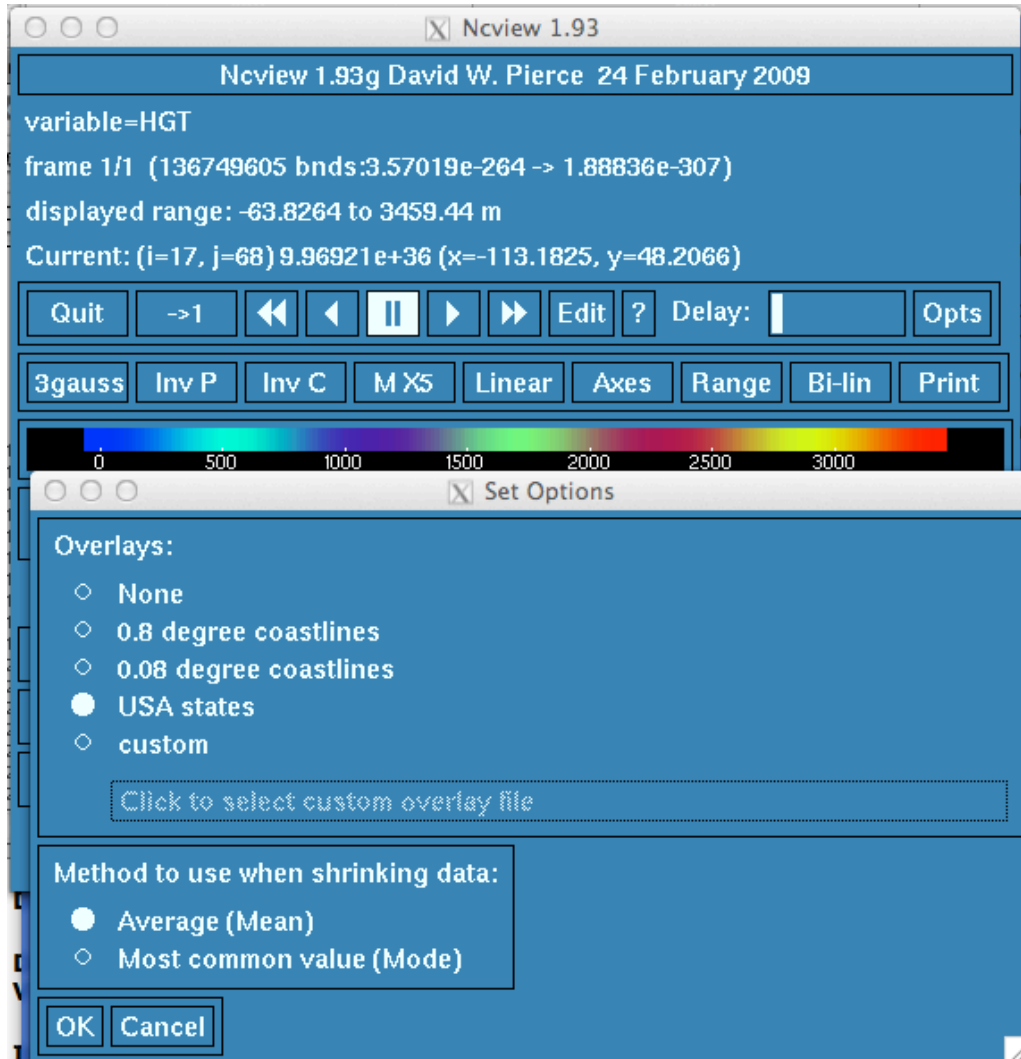 Ncview 1.93
Ncview 1.93g David W. Pierce 24 February 2009
variable=HGT
frame 1/1 (136749605 bnds:3.57019e-264 -> 1.88836e-307)
displayed range: -63.8264 to 3459.44 m
Current: (i=17, j=68) 9.96921e+36 (x=-113.1825, y=48.2066)
Quit ->1 Edit ? Delay: Opts
3gauss Inv P Inv C M X5 Linear Axes Range Bi-lin Print
0 500 1000 1500 2000 2500 3000
Set Options
Overlays:
None
0.8 degree coastlines
0.08 degree coastlines
USA states
custom
Click to select custom overlay file
Method to use when shrinking data:
Average (Mean)
Most common value (Mode)
OK Cancel